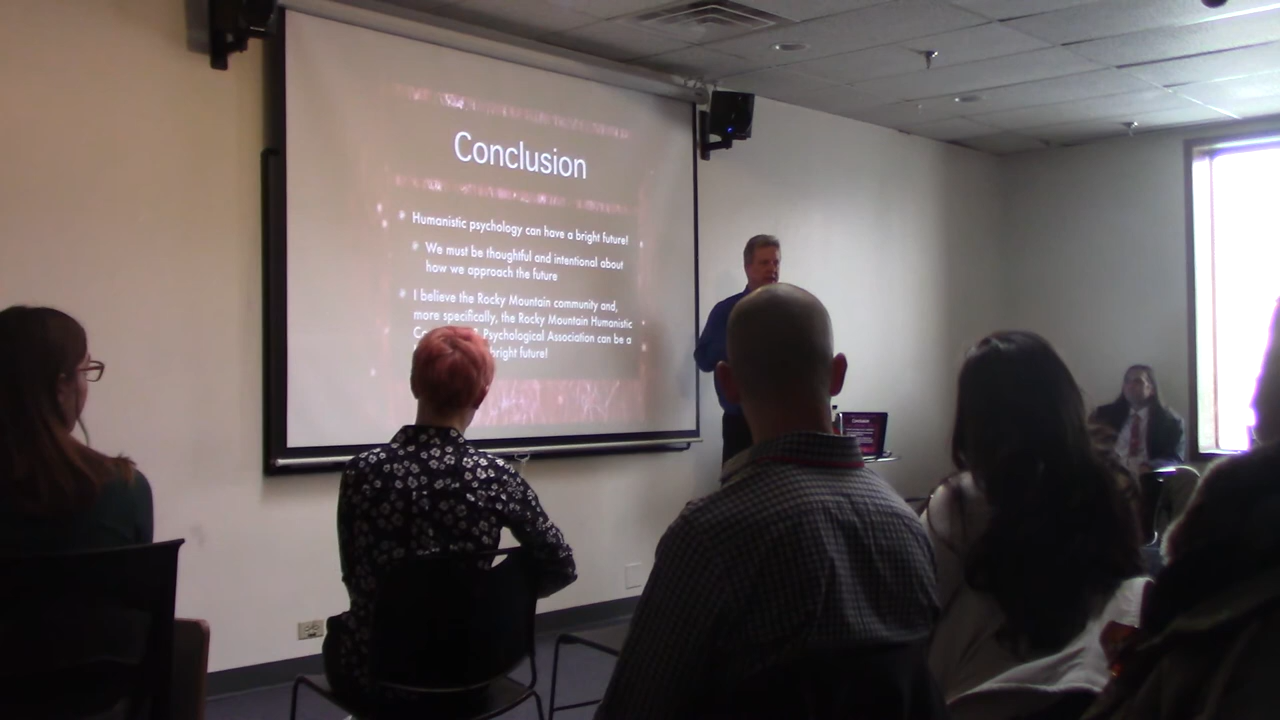 Conclusion
Humanistic psychology can have a bright future!
We must be thoughtful and intentional about
how we approach the future
I believe the Rocky Mountain community and,
more specifically, the Rocky Mountain Humanistic
Psychological Association can be a
bright future!
Conclusion